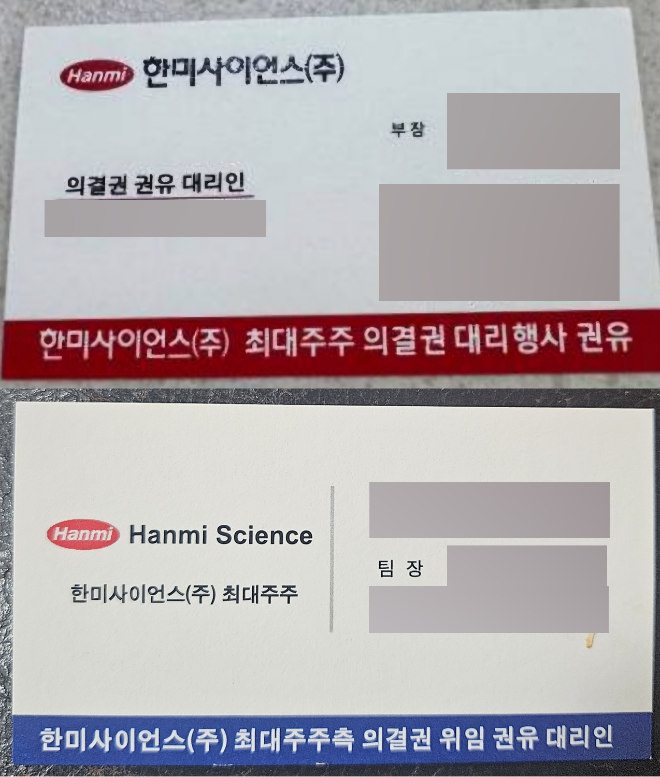 Hanmi 한미사이언스(주)
부장
의결권 권유 대리인
한미사이언스(주) 최대주주 의결권 대리행사 권유
Hanmi Hanmi Science
팀 장
한미사이언스(주) 최대주주
한미사이언스(주) 최대주주측 의결권 위임 권유 대리인